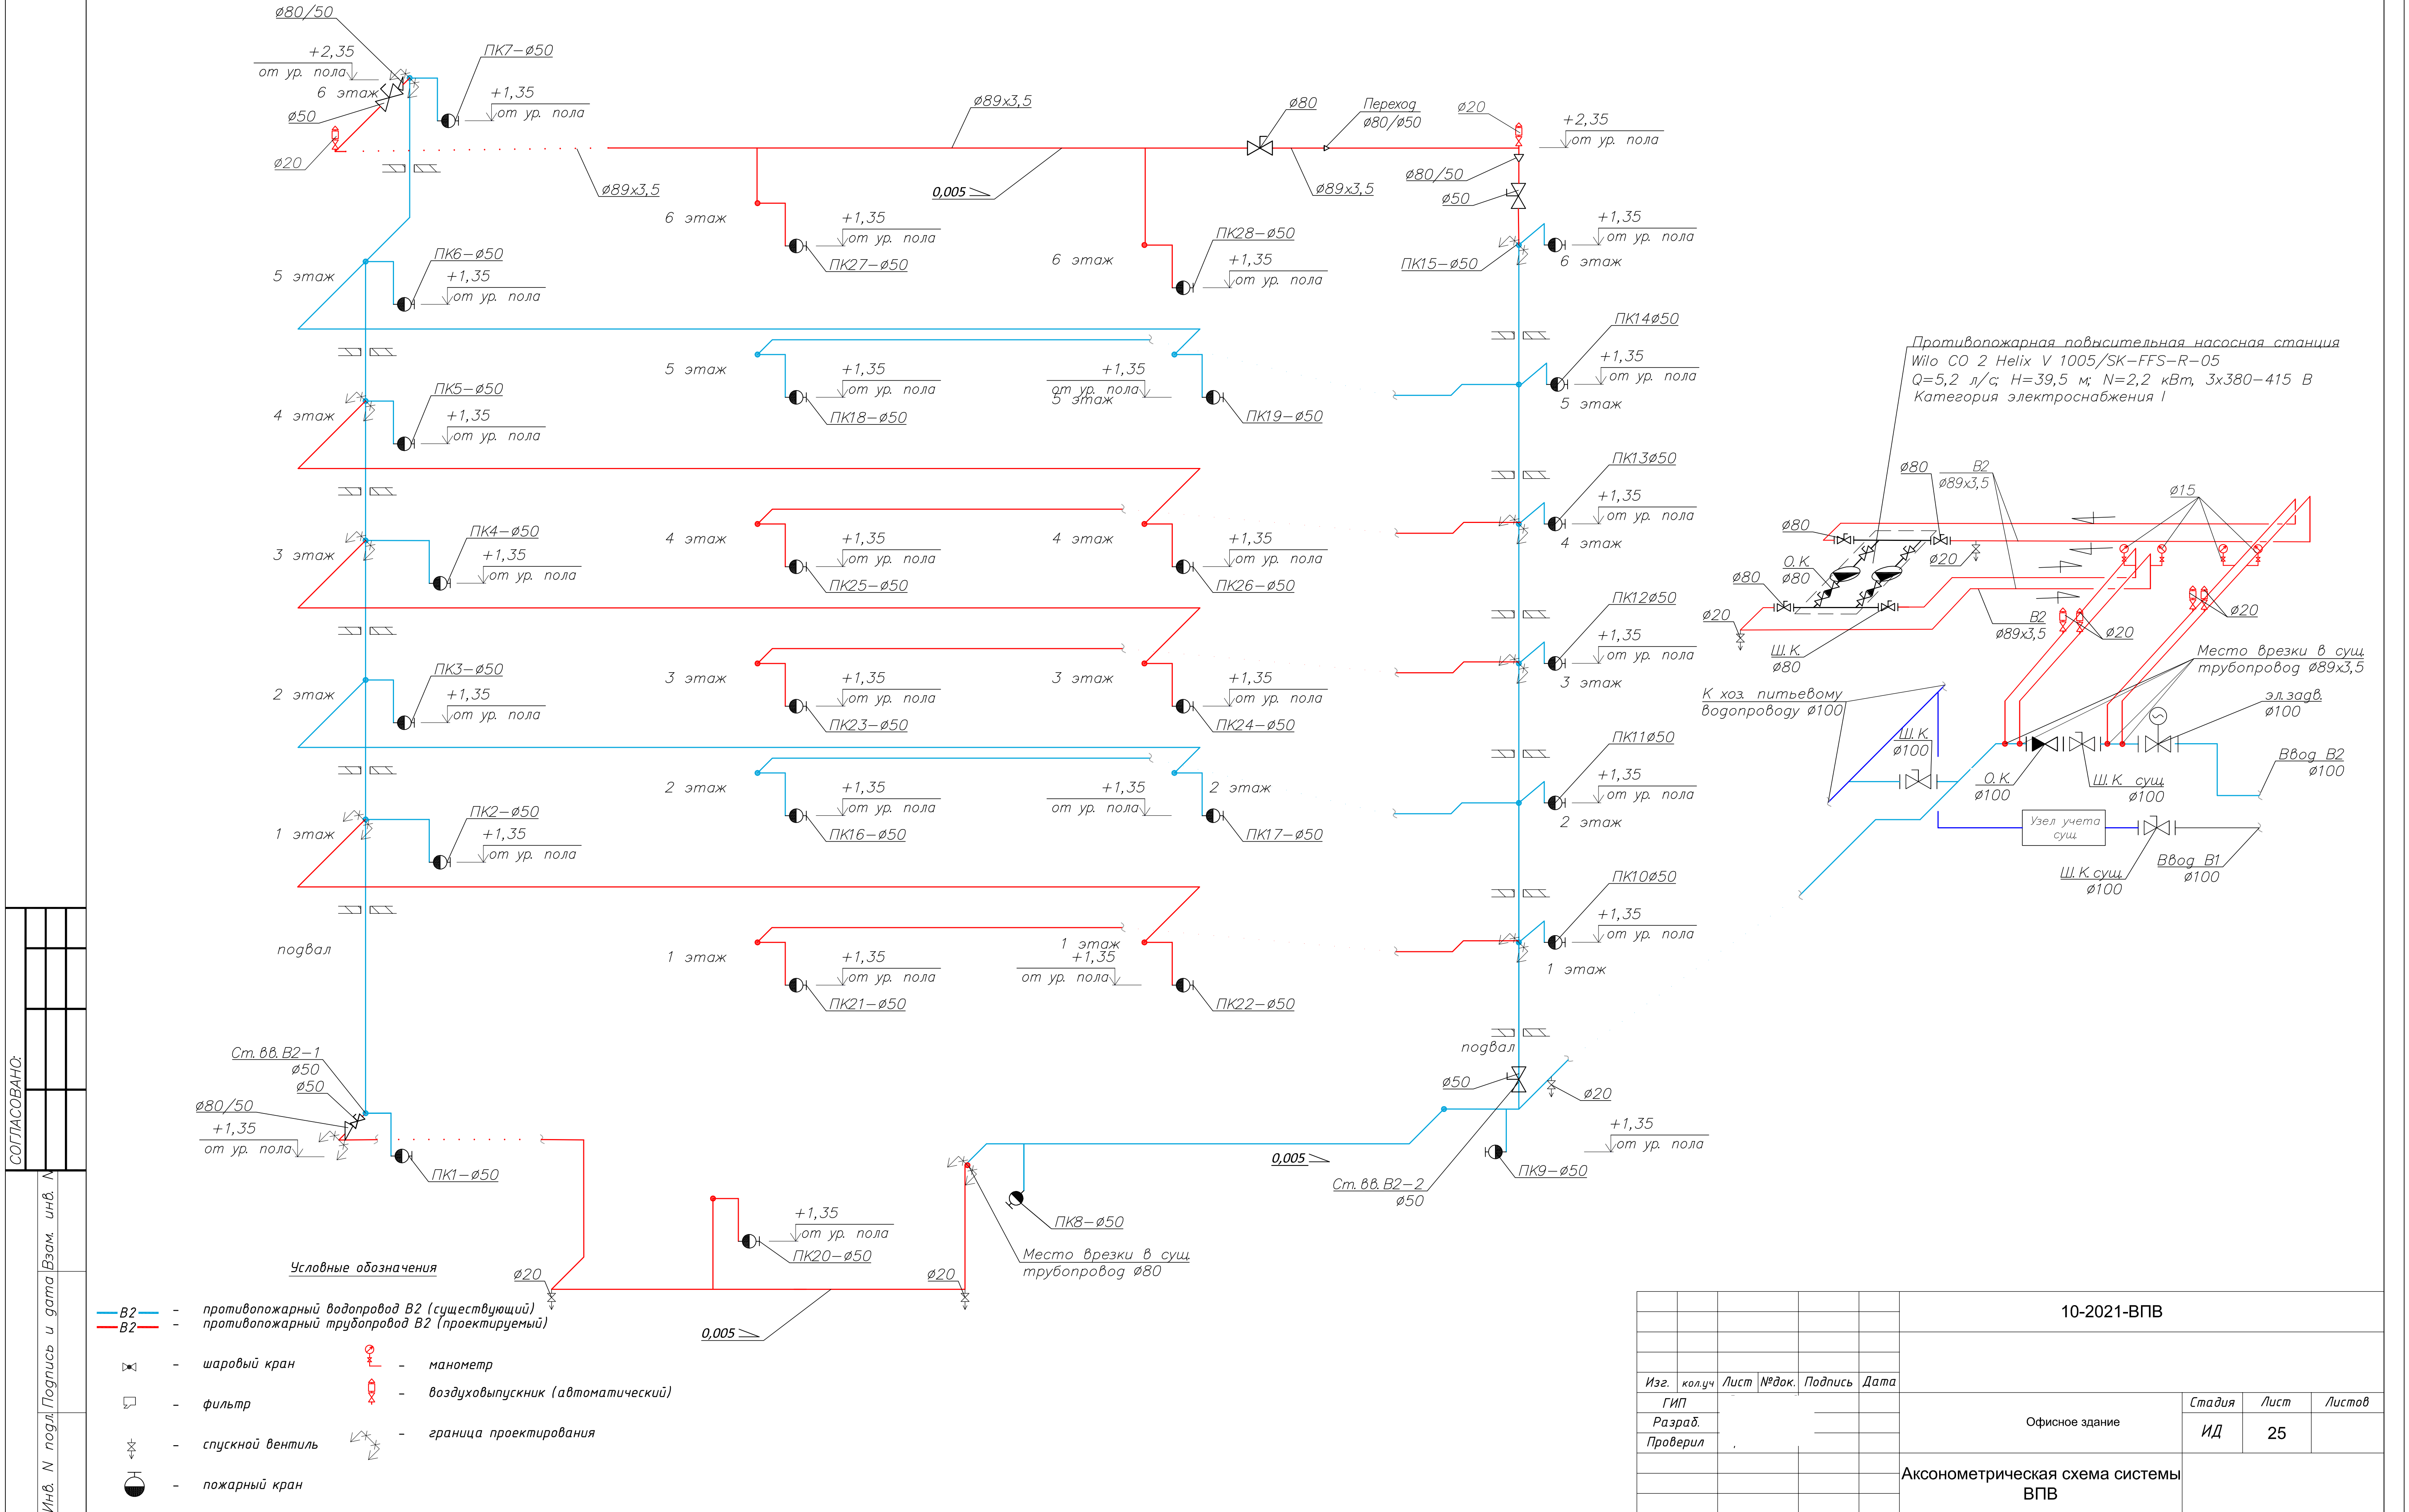 ø80/50
+2,35
от ур. пола
6 этаж
ø50
ø20
ПК7-ø50
+1,35
от ур. пола
ø89х3,5
ø89х3,5
0,005
ø80
Переход
ø80/ø50
ø89х3,5
ø20
+2,35
от ур. пола
ø80/50
ø50
6 этаж
+1,35
от ур. пола
ПК27-ø50
6 этаж
ПК28-ø50
+1,35
от ур. пола
ПК15-ø50
+1,35
от ур. пола
6 этаж
5 этаж
ПК6-ø50
+1,35
от ур. пола
5 этаж
+1,35
от ур. пола
ПК18-ø50
+1,35
от ур. пола
5 этаж
ПК19-ø50
ПК14ø50
+1,35
от ур. пола
5 этаж
4 этаж
ПК5-ø50
+1,35
от ур. пола
4 этаж
+1,35
от ур. пола
ПК25-ø50
4 этаж
+1,35
от ур. пола
ПК26-ø50
ПК13ø50
+1,35
от ур. пола
4 этаж
3 этаж
ПК4-ø50
+1,35
от ур. пола
3 этаж
+1,35
от ур. пола
ПК23-ø50
3 этаж
+1,35
от ур. пола
ПК24-ø50
ПК12ø50
+1,35
от ур. пола
3 этаж
2 этаж
ПК3-ø50
+1,35
от ур. пола
2 этаж
+1,35
от ур. пола
ПК16-ø50
+1,35
от ур. пола
2 этаж
ПК17-ø50
ПК11ø50
+1,35
от ур. пола
2 этаж
1 этаж
ПК2-ø50
+1,35
от ур. пола
1 этаж
+1,35
от ур. пола
ПК21-ø50
1 этаж
+1,35
от ур. пола
ПК22-ø50
ПК10ø50
+1,35
от ур. пола
1 этаж
подвал
Ст. вв. В2-1
ø50
ø50
ø80/50
+1,35
от ур. пола
ПК1-ø50
ø20
+1,35
от ур. пола
ПК20-ø50
0,005
ø20
ПК8-ø50
Место врезки в сущ.
трубопровод ø80
0,005
подвал
ø50
ø20
Ст. вв. В2-2
ø50
+1,35
от ур. пола
ПК9-ø50
Противопожарная повысительная насосная станция
Wilo CO 2 Helix V 1005/SK-FFS-R-05
Q=5,2 л/с; H=39,5 м; N=2,2 кВт, 3х380-415 В
Категория электроснабжения I
ø80
В2
ø89х3,5
ø15
ø80
О.К.
ø80
ø20
ø80
ø20
Ш.К.
ø80
В2
ø89х3,5
ø20
ø20
Место врезки в сущ.
трубопровод ø89х3,5
К хоз. питьевому
водопроводу ø100
Ш.К.
ø100
эл.задв.
ø100
О.К.
ø100
Ш.К. сущ.
ø100
Ввод В2
ø100
Узел учета
сущ.
Ш.К. сущ.
ø100
Ввод В1
ø100
Условные обозначения
В2 - противопожарный водопровод В2 (существующий)
В2 - противопожарный трубопровод В2 (проектируемый)
- шаровый кран
- манометр
- фильтр
- воздуховыпускник (автоматический)
- спускной вентиль
- граница проектирования
- пожарный кран
СОГЛАСОВАНО:
Взам. инв. N
Подпись и дата
Инв. N подл.
10-2021-ВПВ
Изг. кол.уч Лист №док. Подпись Дата
ГИП
Разраб.
Проверил
Офисное здание
Стадия Лист Листов
ИД 25
Аксонометрическая схема системы
ВПВ